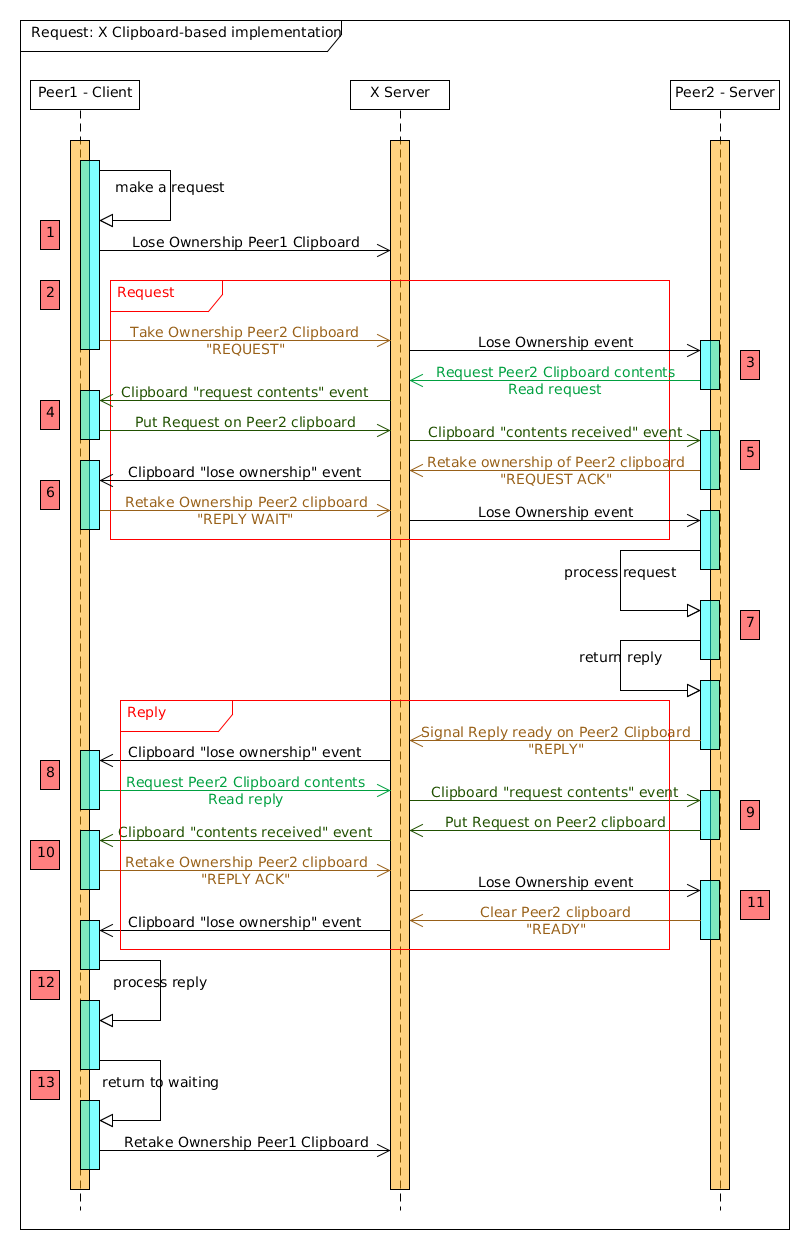 Request: X Clipboard-based implementation
Peer1 - Client
X Server
Peer2 - Server
make a request
1
Lose Ownership Peer1 Clipboard
2
Request
Take Ownership Peer2 Clipboard
"REQUEST"
Lose Ownership event
3
Request Peer2 Clipboard contents
Read request
Clipboard "request contents" event
4
Put Request on Peer2 clipboard
Clipboard "contents received" event
5
Retake ownership of Peer2 clipboard
"REQUEST ACK"
Clipboard "lose ownership" event
6
Retake Ownership Peer2 clipboard
"REPLY WAIT"
Lose Ownership event
process request
7
return reply
Reply
Signal Reply ready on Peer2 Clipboard
"REPLY"
Clipboard "lose ownership" event
8
Request Peer2 Clipboard contents
Read reply
Clipboard "request contents" event
9
Put Request on Peer2 clipboard
Clipboard "contents received" event
10
Retake Ownership Peer2 clipboard
"REPLY ACK"
Lose Ownership event
11
Clear Peer2 clipboard
"READY"
Clipboard "lose ownership" event
12
process reply
13
return to waiting
Retake Ownership Peer1 Clipboard